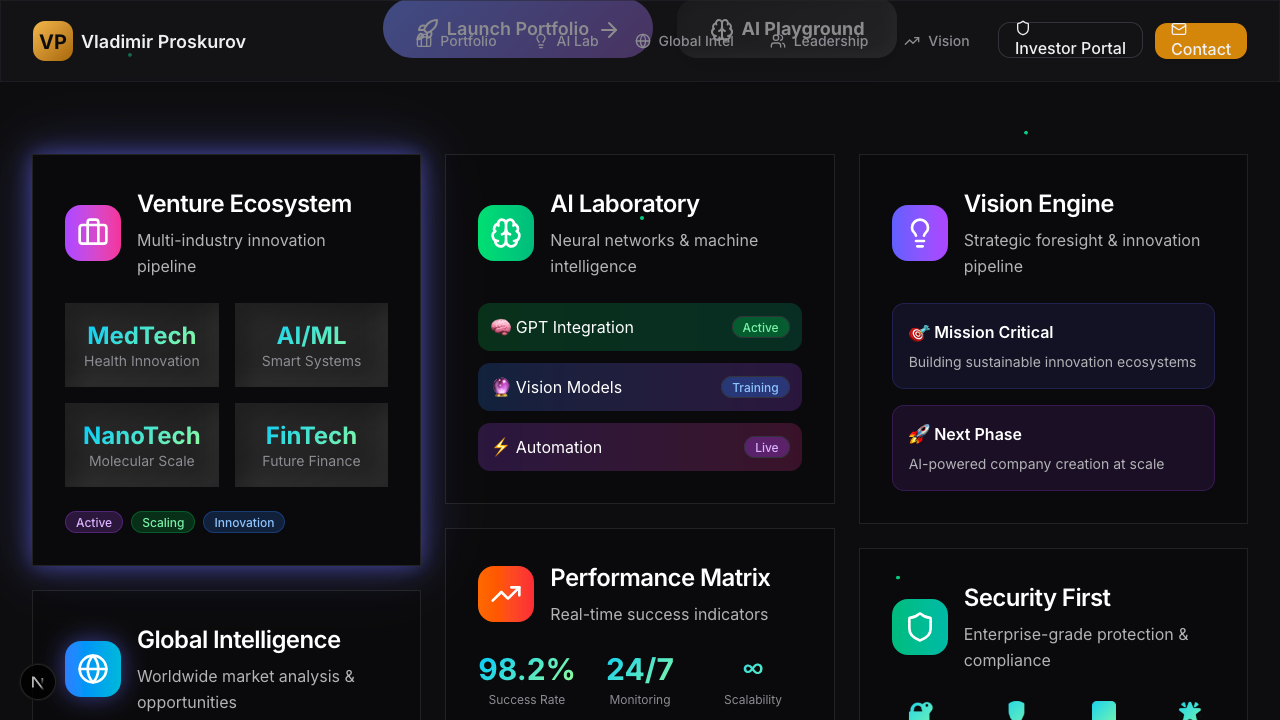 VP Vladimir Proskurov
Launch Portfolio
AI Playground
Portfolio
AI Lab
Global Intel
Leadership
Vision
Investor Portal
Contact
Venture Ecosystem
Multi-industry innovation
pipeline
MedTech
Health Innovation
AI/ML
Smart Systems
NanoTech
Molecular Scale
FinTech
Future Finance
Active
Scaling
Innovation
Global Intelligence
Worldwide market analysis &
opportunities
N
AI Laboratory
Neural networks & machine
intelligence
🧠 GPT Integration
Active
🔮 Vision Models
Training
⚡ Automation
Live
Performance Matrix
Real-time success indicators
98.2%
Success Rate
24/7
Monitoring
∞
Scalability
Vision Engine
Strategic foresight & innovation
pipeline
🎯 Mission Critical
Building sustainable innovation ecosystems
🚀 Next Phase
AI-powered company creation at scale
Security First
Enterprise-grade protection &
compliance